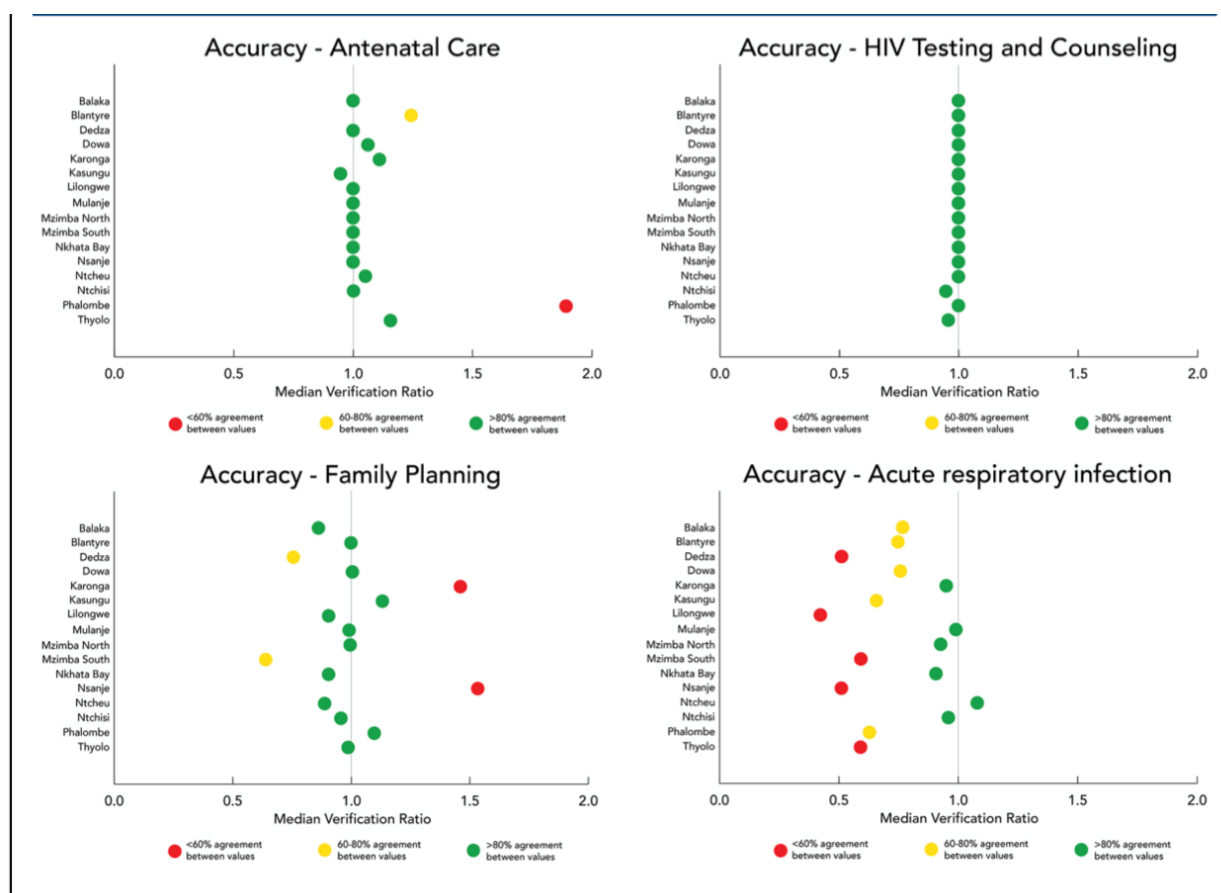 Accuracy - Antenatal Care
Balaka
Blantyre
Dedza
Dowa
Karonga
Kasungu
Lilongwe
Mulanje
Mzimba North
Mzimba South
Nkhata Bay
Nsanje
Ntcheu
Ntchisi
Phalombe
Thyolo
0.0 0.5 1.0 1.5 2.0
Median Verification Ratio
<60% agreement
between values
60-80% agreement
between values
>80% agreement
between values
Accuracy - HIV Testing and Counseling
Balaka
Blantyre
Dedza
Dowa
Karonga
Kasungu
Lilongwe
Mulanje
Mzimba North
Mzimba South
Nkhata Bay
Nsanje
Ntcheu
Ntchisi
Phalombe
Thyolo
0.0 0.5 1.0 1.5 2.0
Median Verification Ratio
<60% agreement
between values
60-80% agreement
between values
>80% agreement
between values
Accuracy - Family Planning
Balaka
Blantyre
Dedza
Dowa
Karonga
Kasungu
Lilongwe
Mulanje
Mzimba North
Mzimba South
Nkhata Bay
Nsanje
Ntcheu
Ntchisi
Phalombe
Thyolo
0.0 0.5 1.0 1.5 2.0
Median Verification Ratio
<60% agreement
between values
60-80% agreement
between values
>80% agreement
between values
Accuracy - Acute respiratory infection
Balaka
Blantyre
Dedza
Dowa
Karonga
Kasungu
Lilongwe
Mulanje
Mzimba North
Mzimba South
Nkhata Bay
Nsanje
Ntcheu
Ntchisi
Phalombe
Thyolo
0.0 0.5 1.0 1.5 2.0
Median Verification Ratio
<60% agreement
between values
60-80% agreement
between values
>80% agreement
between values